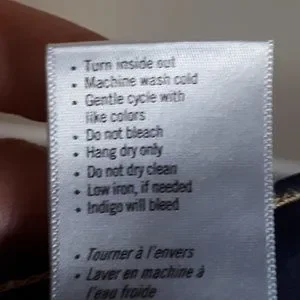 • Turn inside out
• Machine wash cold
• Gentle cycle with
like colors
• Do not bleach
• Hang dry only
• Do not dry clean
• Low iron, if needed
• Indigo will bleed
• Tourner à l'envers
• Laver en machine à
l'eau froide